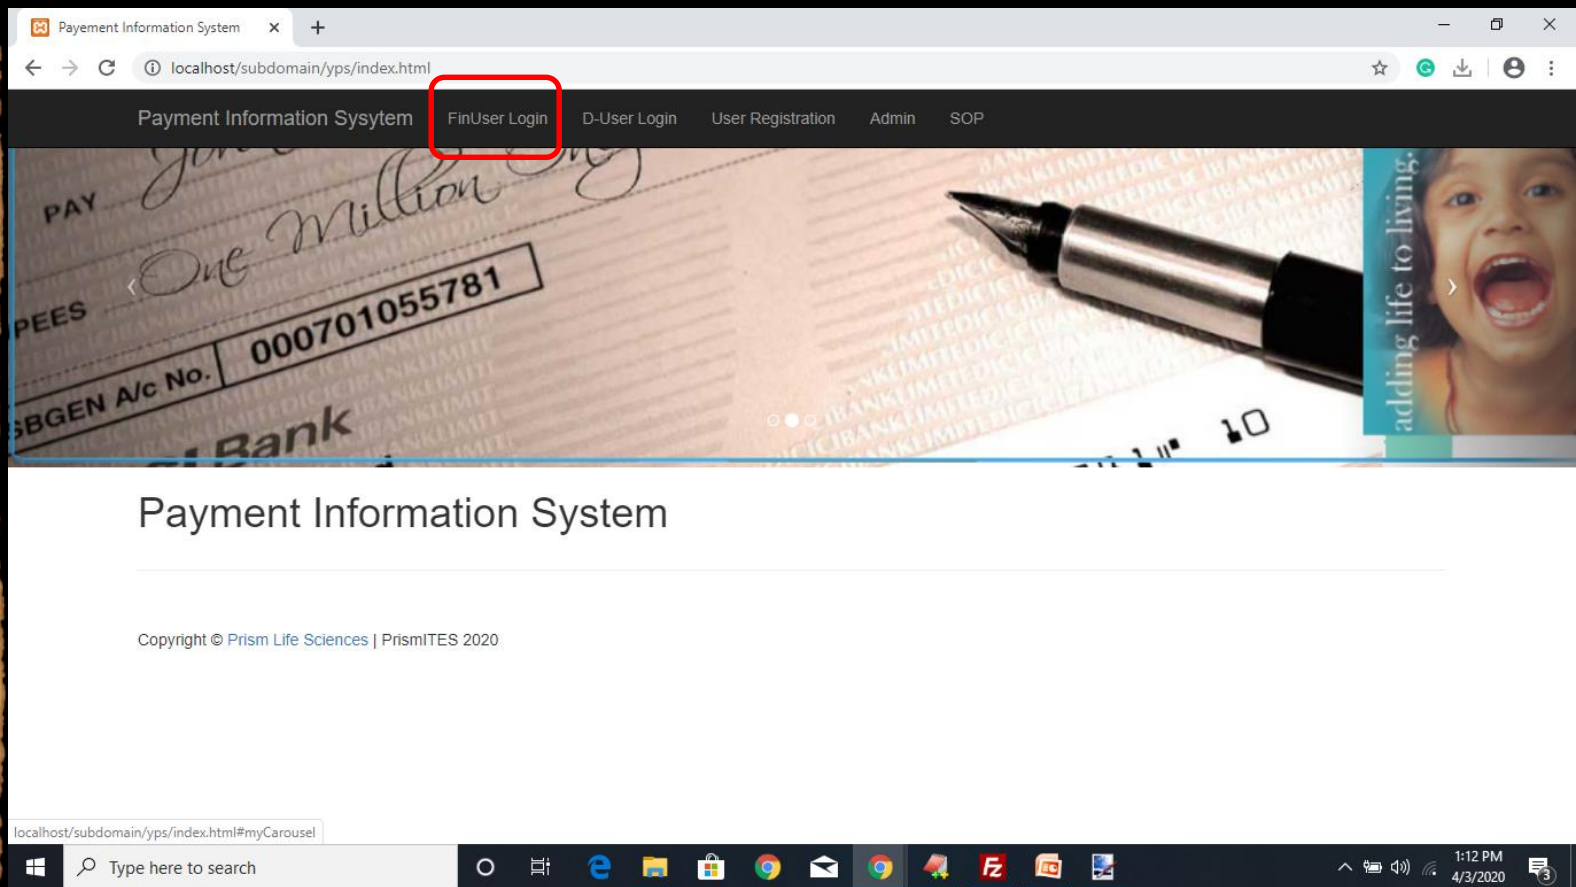 Payement Information System
localhost/subdomain/yps/index.html
Payment Information Sysytem FinUser Login D-User Login User Registration Admin SOP
PAY
One Million Only
PEES
000701055781
SBGEN A/c No.
Bank
10
adding life to living.
Payment Information System
Copyright © Prism Life Sciences | PrismITES 2020
localhost/subdomain/yps/index.html#myCarousel
Type here to search
1:12 PM
4/3/2020
3